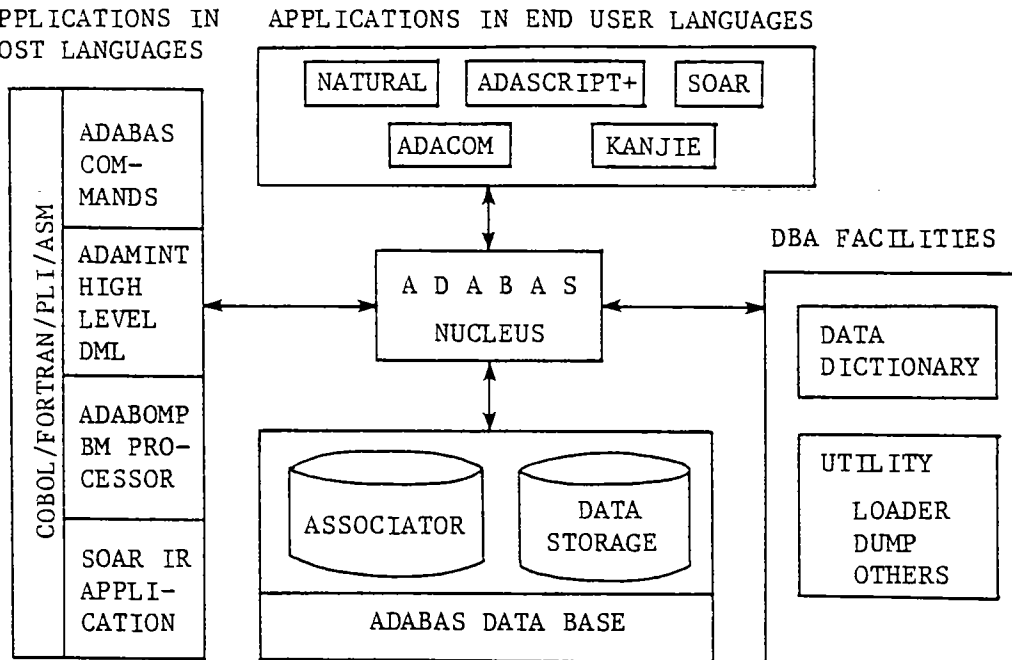 PPLICATIONS IN
OST LANGUAGES
COBOL/FORTRAN/PLI/ASM
ADABAS
COM-
MANDS
ADAMINT
HIGH
LEVEL
DML
ADABOMP
BM PRO-
CESSOR
SOAR IR
APPLI-
CATION
APPLICATIONS IN END USER LANGUAGES
NATURAL
ADASCRIPT+
SOAR
ADACOM
KANJIE
A D A B A S
NUCLEUS
ASSOCIATOR
DATA
STORAGE
ADABAS DATA BASE
DBA FACILITIES
DATA
DICTIONARY
UTILITY
LOADER
DUMP
OTHERS